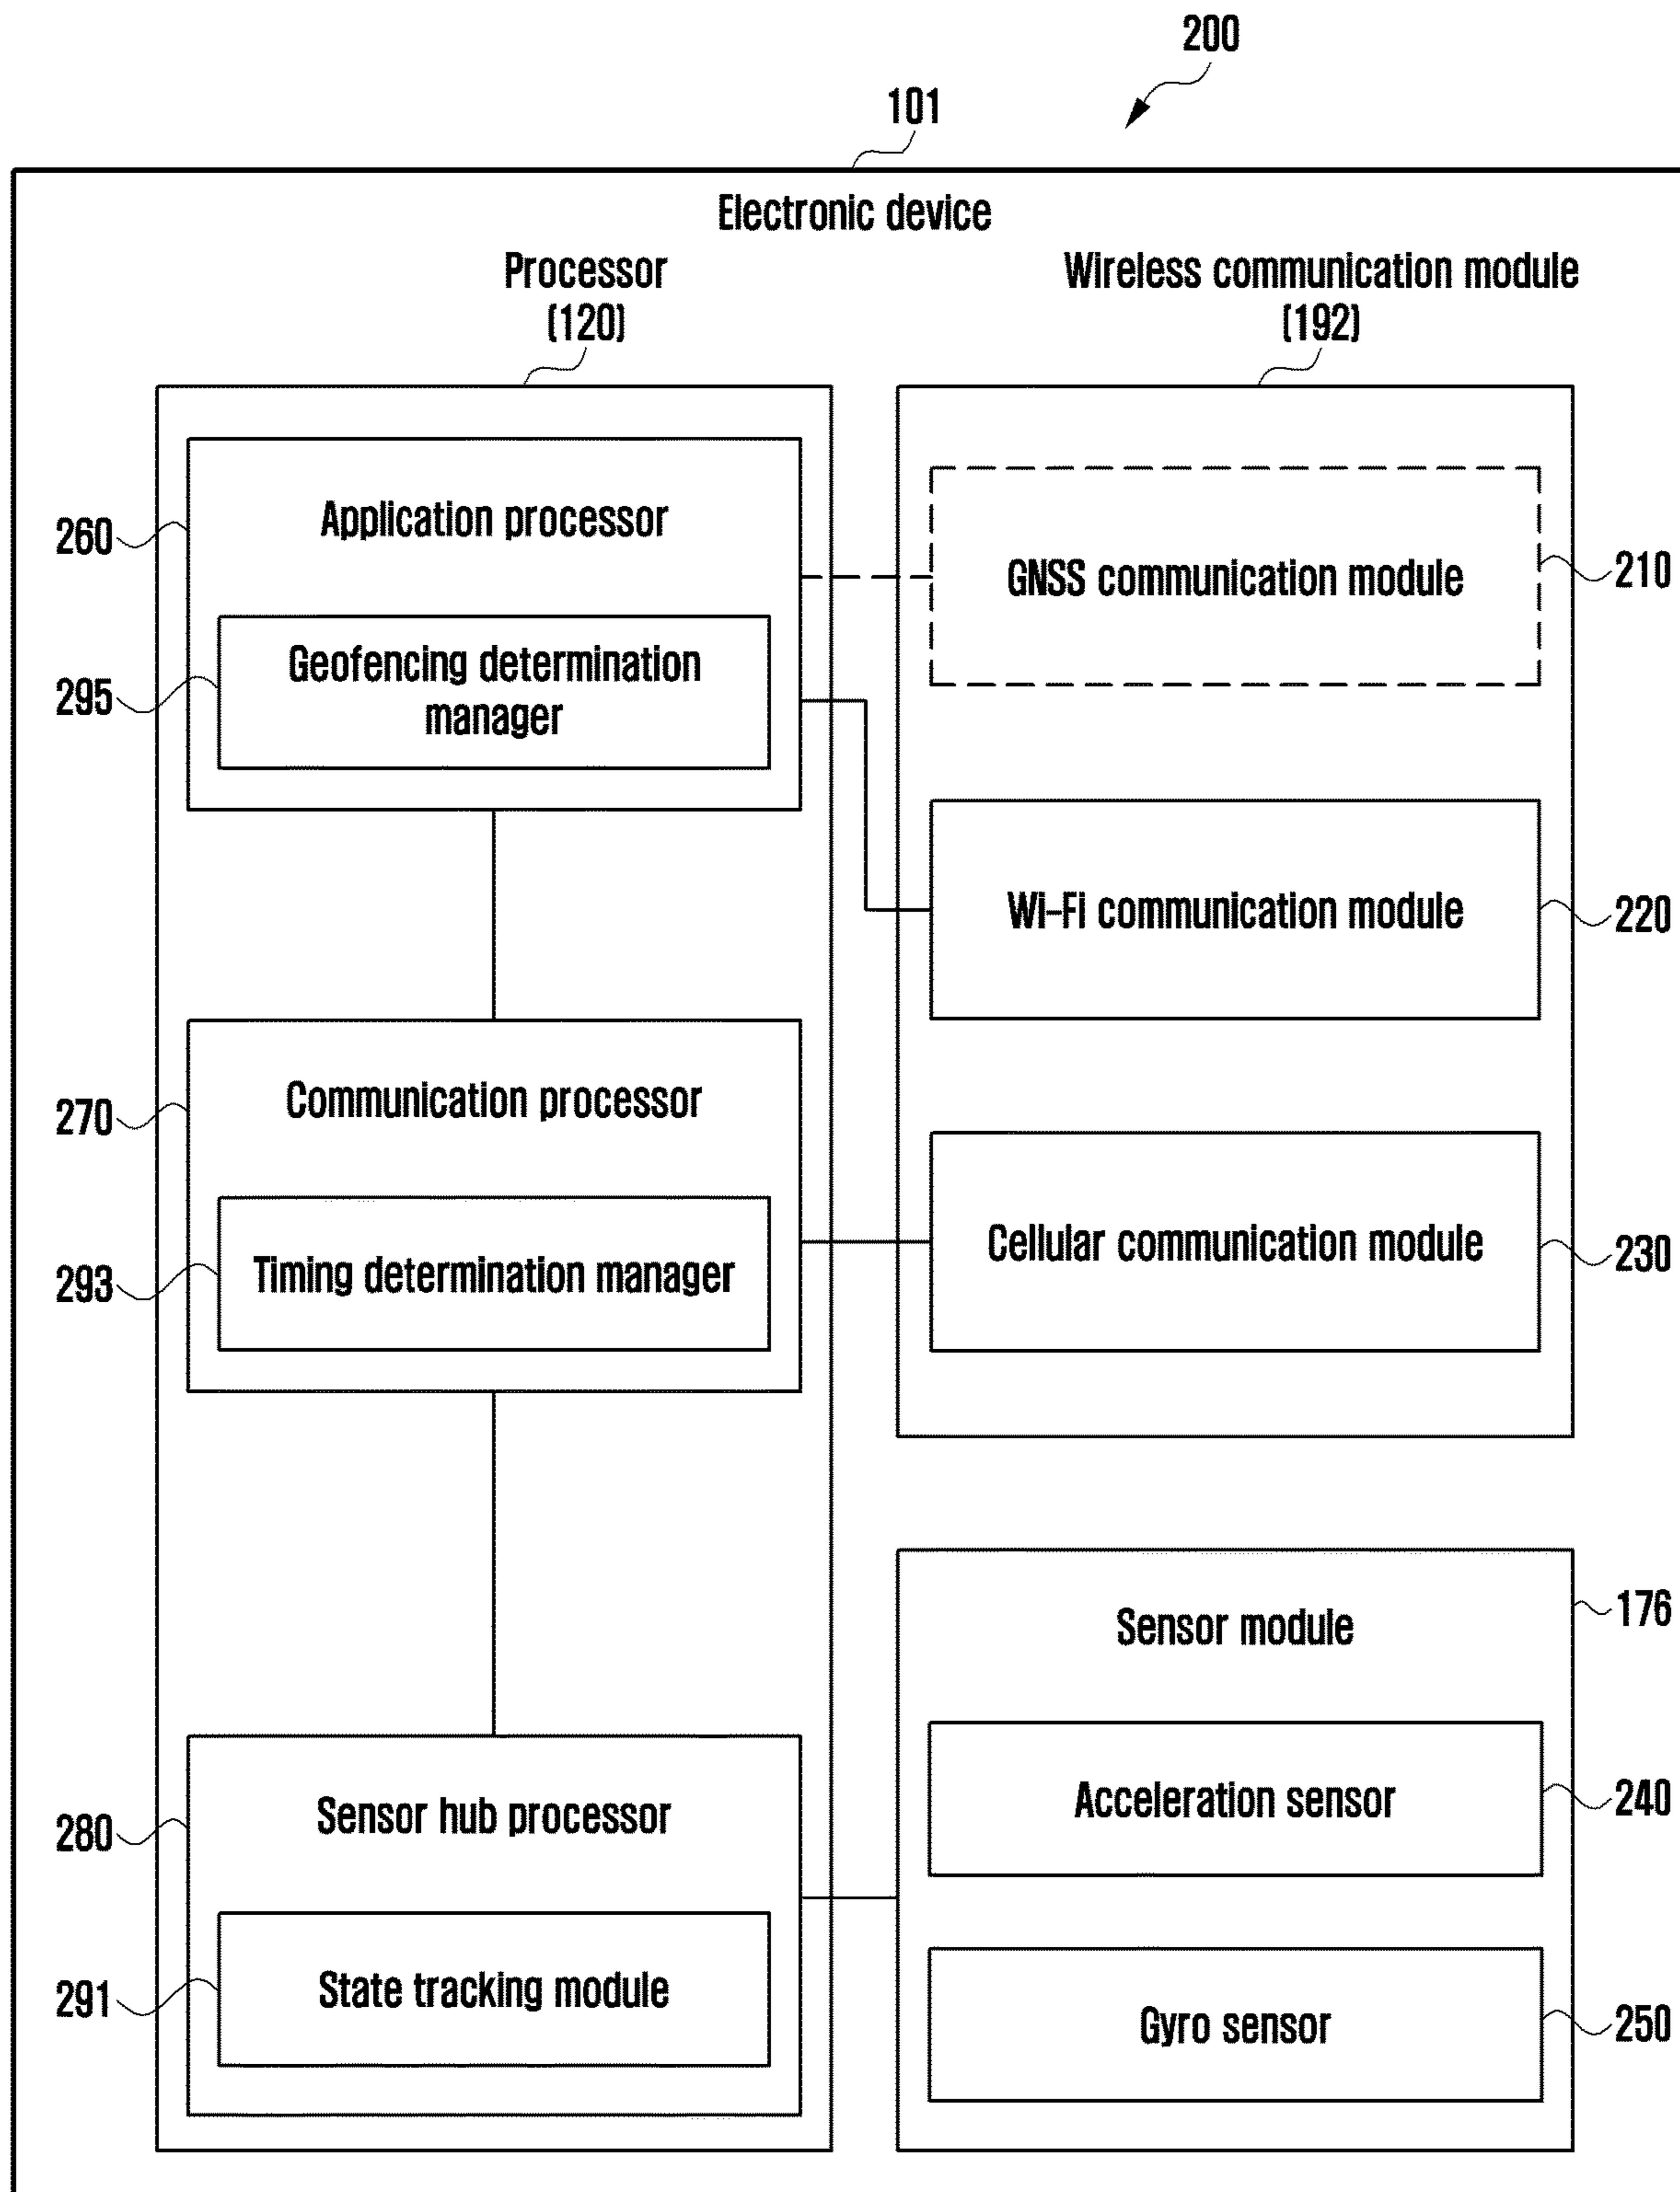 200
101
Electronic device
Processor
(120)
Wireless communication module
(192)
260
Application processor
GNSS communication module
210
295
Geofencing determination
manager
Wi-Fi communication module
220
270
Communication processor
293
Timing determination manager
Cellular communication module
230
Sensor module
176
280
Sensor hub processor
Acceleration sensor
240
291
State tracking module
Gyro sensor
250